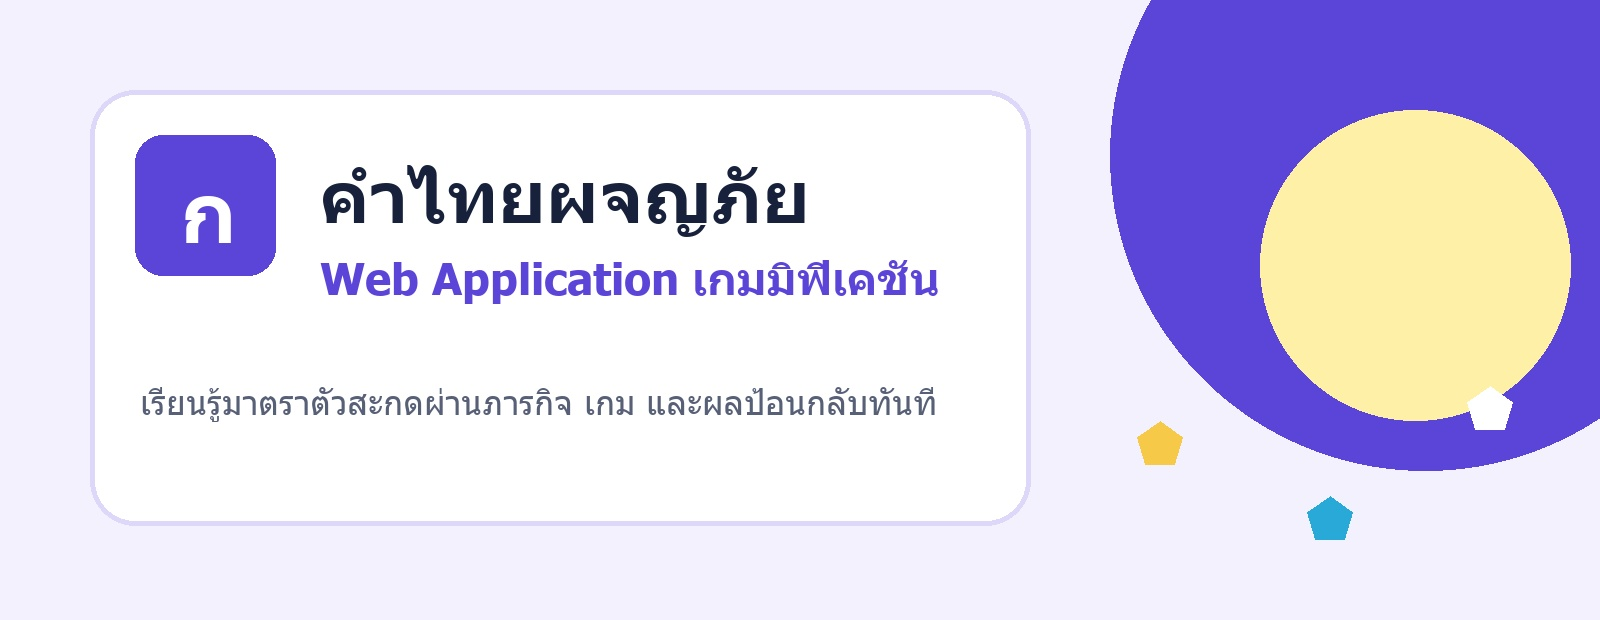 ก
คำไทยผจญภัย
Web Application เกมมิฟิเคชัน
เรียนรู้มาตราตัวสะกดผ่านภารกิจ เกม และผลป้อนกลับทันที